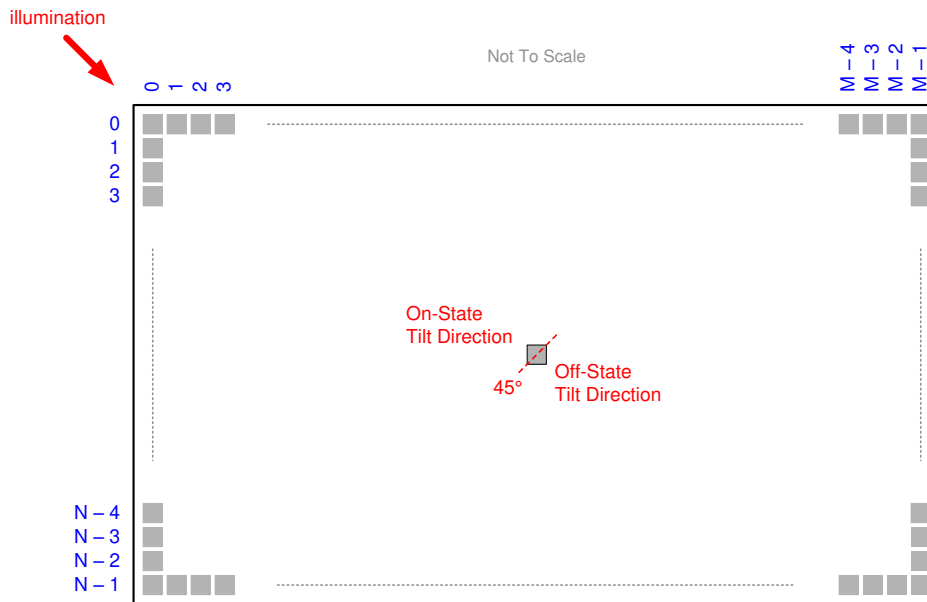 illumination
Not To Scale
0 1 2 3 M – 4 M – 3 M – 2 M – 1
0
1
2
3
On-State
Tilt Direction
45°
Off-State
Tilt Direction
N – 4
N – 3
N – 2
N – 1